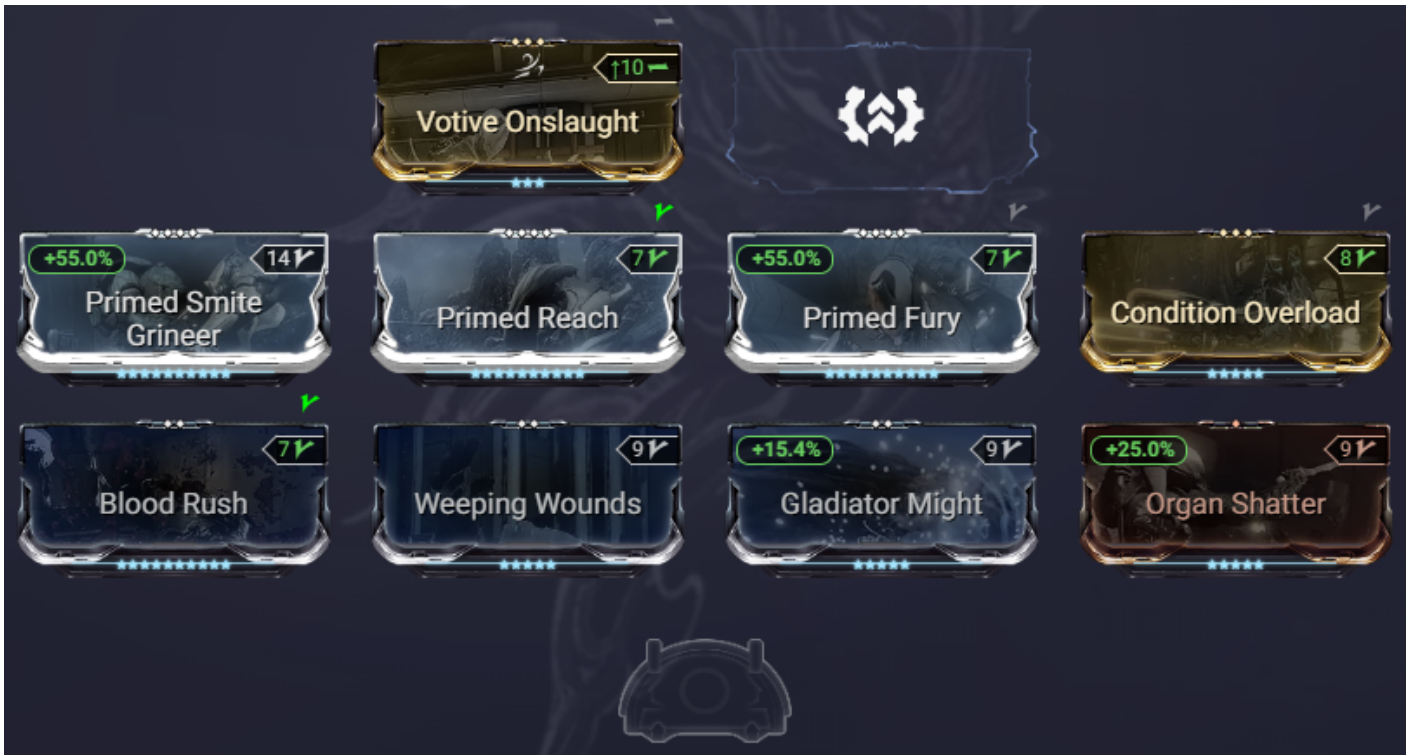 ↑10
Votive Onslaught
+55.0%
14
Primed Smite
Grineer
7
Primed Reach
+55.0%
7
Primed Fury
8
Condition Overload
7
Blood Rush
9
Weeping Wounds
+15.4%
9
Gladiator Might
+25.0%
9
Organ Shatter